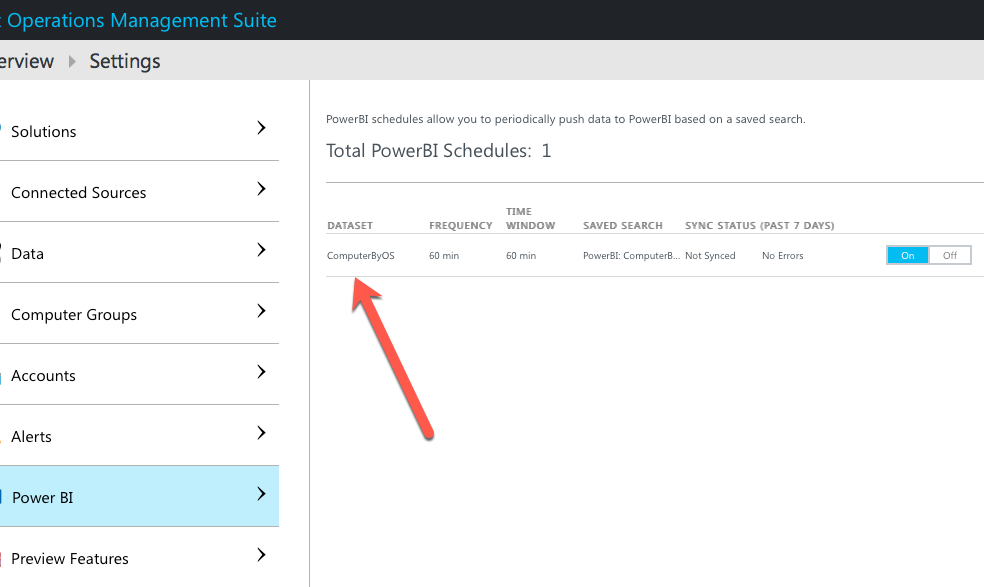 Operations Management Suite
erview Settings
Solutions
Connected Sources
Data
Computer Groups
Accounts
Alerts
Power BI
Preview Features
PowerBI schedules allow you to periodically push data to PowerBI based on a saved search.
Total PowerBI Schedules: 1
DATASET FREQUENCY TIME WINDOW SAVED SEARCH SYNC STATUS (PAST 7 DAYS)
ComputerByOS 60 min 60 min PowerBI: ComputerB... Not Synced No Errors On Off